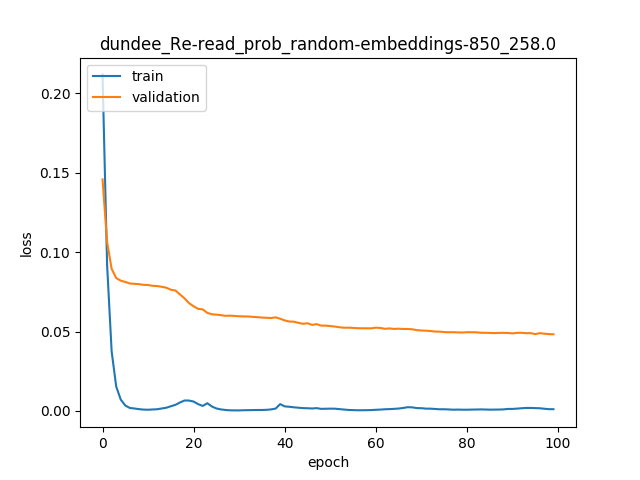 dundee_Re-read_prob_random-embeddings-850_258.0
train
validation
loss
0.20
0.15
0.10
0.05
0.00
0 20 40 60 80 100
epoch